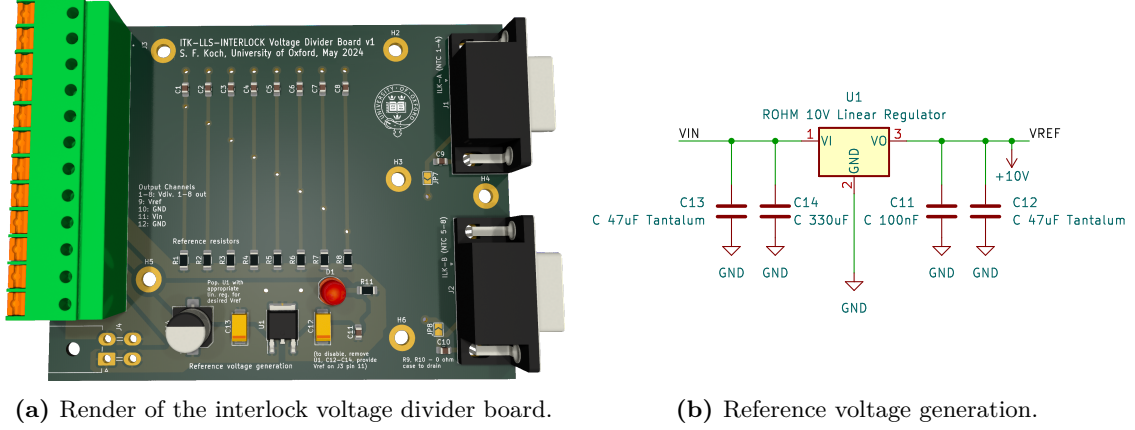 ITK-LLS-INTERLOCK Voltage Divider Board v1
S. F. Koch, University of Oxford, May 2024
J3
H2
ILK-A (NTC 1-4)
J1
UNIVERSITY OF OXFORD
C1
C2
C3
C4
C5
C6
C7
C8
C9
JP7
H3
H4
Output Channels
1-8: Vdiv. 1-8 out
9: Vref
10: GND
11: Vin
12: GND
Reference resistors
R1
R2
R3
R4
R5
R6
R7
R8
H5
D1
R11
ILK-B (NTC 5-8)
J2
Pop. U1 with
appropriate
lin. reg. for
desired Vref
J4
C13
U1
C12
C11
H6
JP8
C10
Reference voltage generation
(to disable, remove
U1, C12-C14, provide
Vref on J3 pin 11)
R9, R10 - 0 ohm
case to drain
(a) Render of the interlock voltage divider board.
U1
ROHM 10V Linear Regulator
VIN
1
VI
VO
3
VREF
GND
2
+10V
C13
C 47uF Tantalum
C14
C 330uF
C11
C 100nF
C12
C 47uF Tantalum
GND
GND
GND
GND
GND
(b) Reference voltage generation.